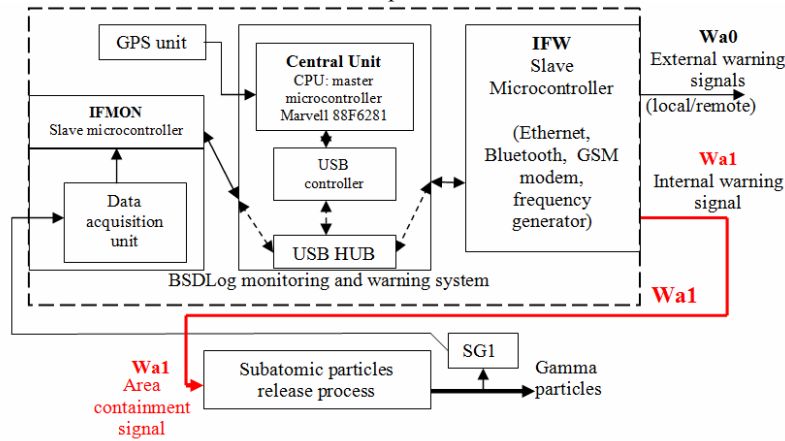 GPS unit
Central Unit
CPU: master
microcontroller
Marvell 88F6281
IFW
Slave
Microcontroller
(Ethernet,
Bluetooth, GSM
modem,
frequency
generator)
Wa0
External warning
signals
(local/remote)
IFMON
Slave microcontroller
USB
controller
Wa1
Internal warning
signal
Data
acquisition
unit
USB HUB
BSDLog monitoring and warning system
Wa1
SG1
Wa1
Area
containment
signal
Subatomic particles
release process
Gamma
particles